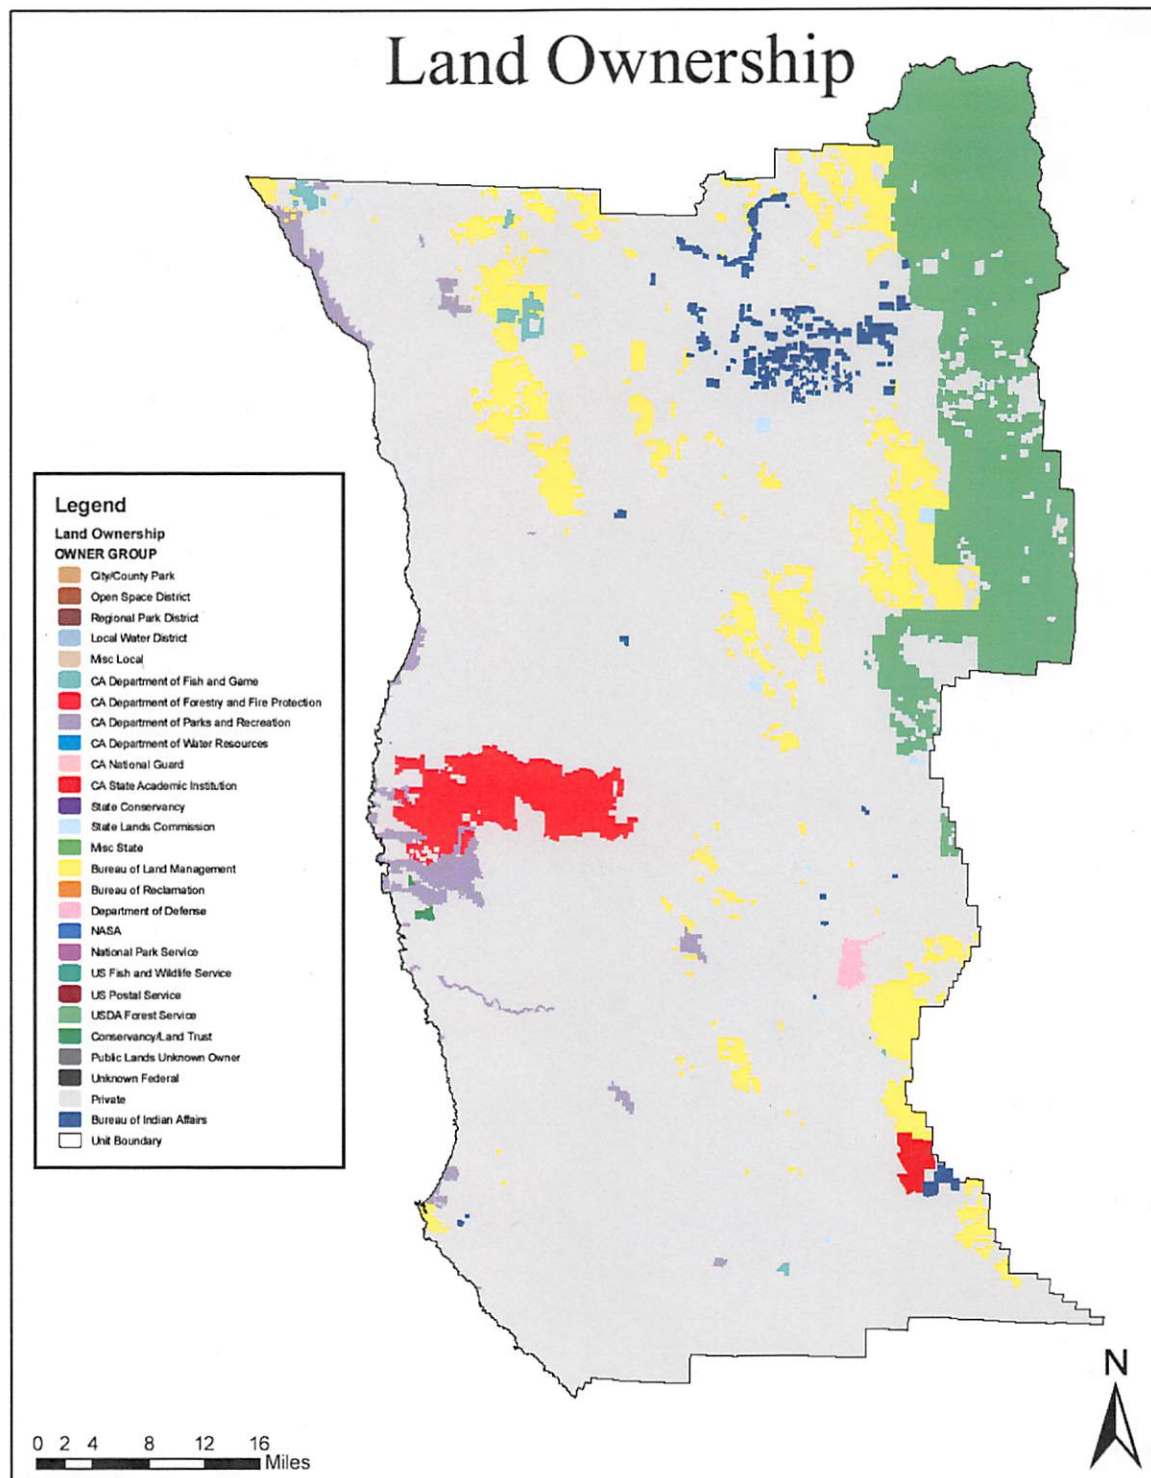 Land Ownership
Legend
Land Ownership
OWNER GROUP
City/County Park
Open Space District
Regional Park District
Local Water District
Misc Local
CA Department of Fish and Game
CA Department of Forestry and Fire Protection
CA Department of Parks and Recreation
CA Department of Water Resources
CA National Guard
CA State Academic Institution
State Conservancy
State Lands Commission
Misc State
Bureau of Land Management
Bureau of Reclamation
Department of Defense
NASA
National Park Service
US Fish and Wildlife Service
US Postal Service
USDA Forest Service
Conservancy/Land Trust
Public Lands Unknown Owner
Unknown Federal
Private
Bureau of Indian Affairs
Unit Boundary
N
0 2 4 8 12 16
Miles